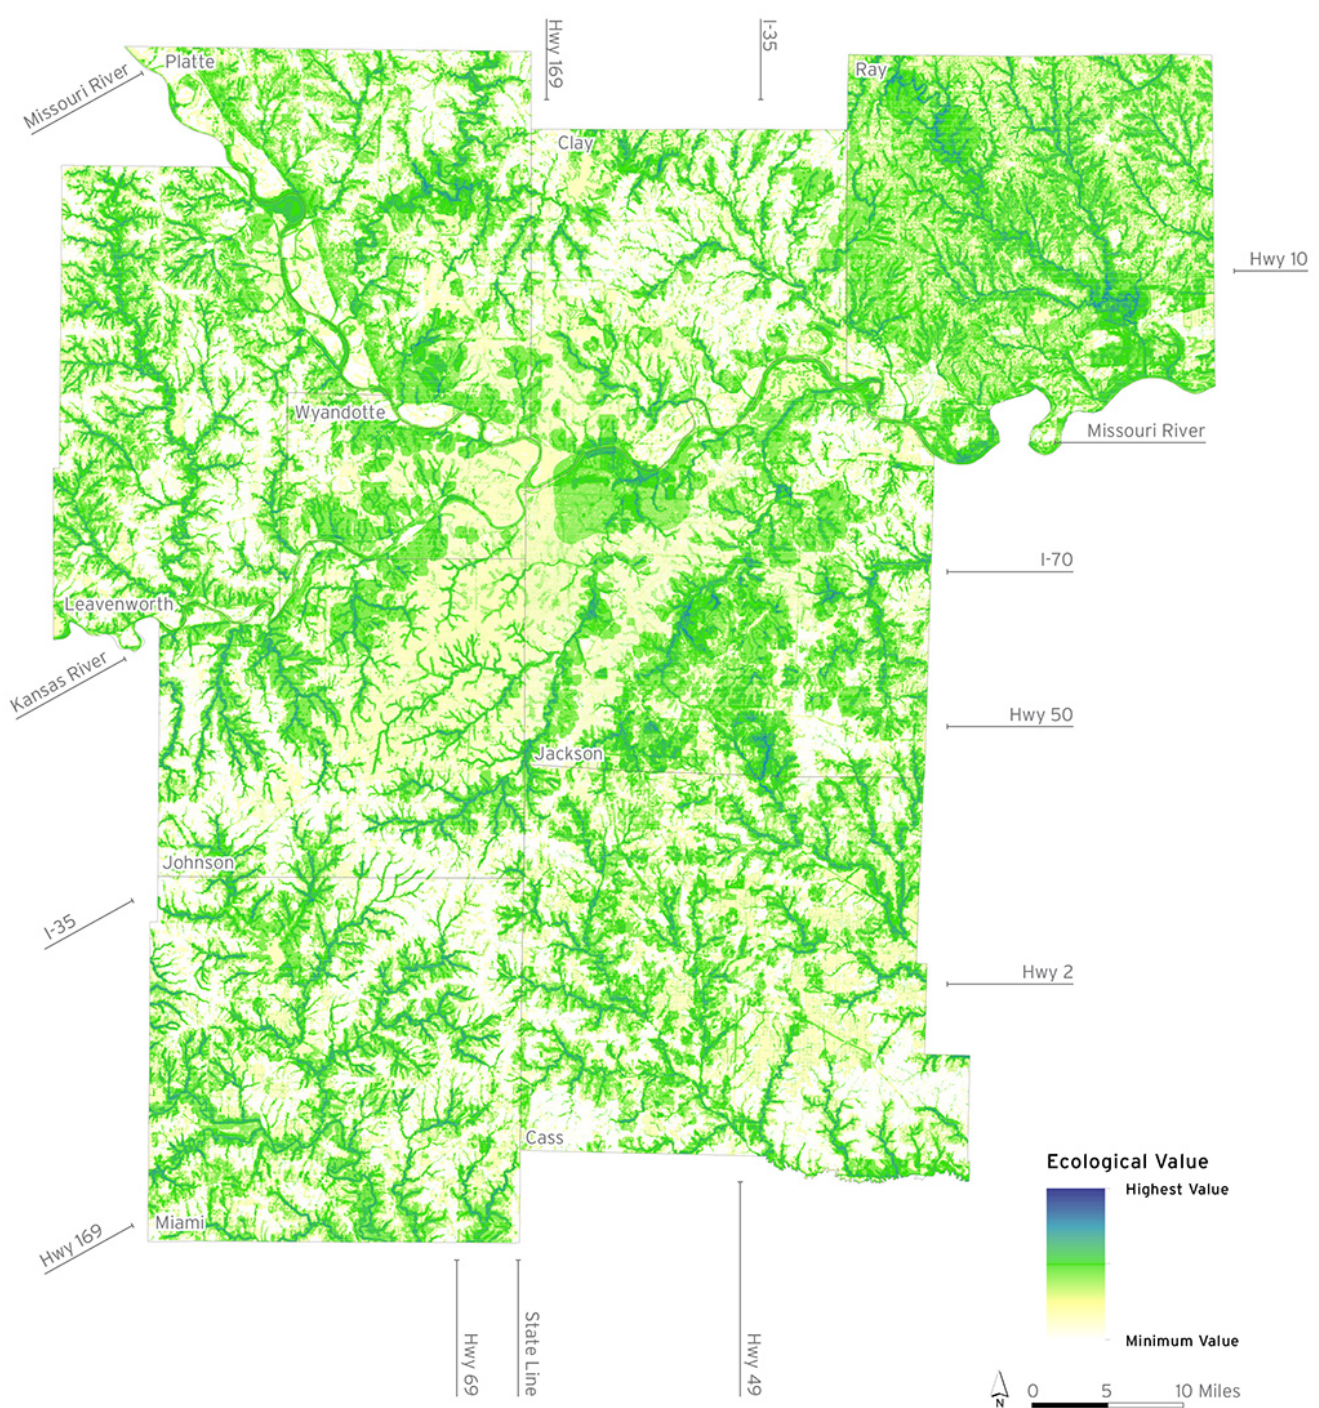 Hwy 169
I-35
Platte
Missouri River
Ray
Clay
Hwy 10
Wyandotte
Missouri River
I-70
Leavenworth
Kansas River
Hwy 50
Jackson
Johnson
I-35
Hwy 2
Cass
Miami
Hwy 169
Ecological Value
Highest Value
Minimum Value
Hwy 69
State Line
Hwy 49
N
0 5 10 Miles